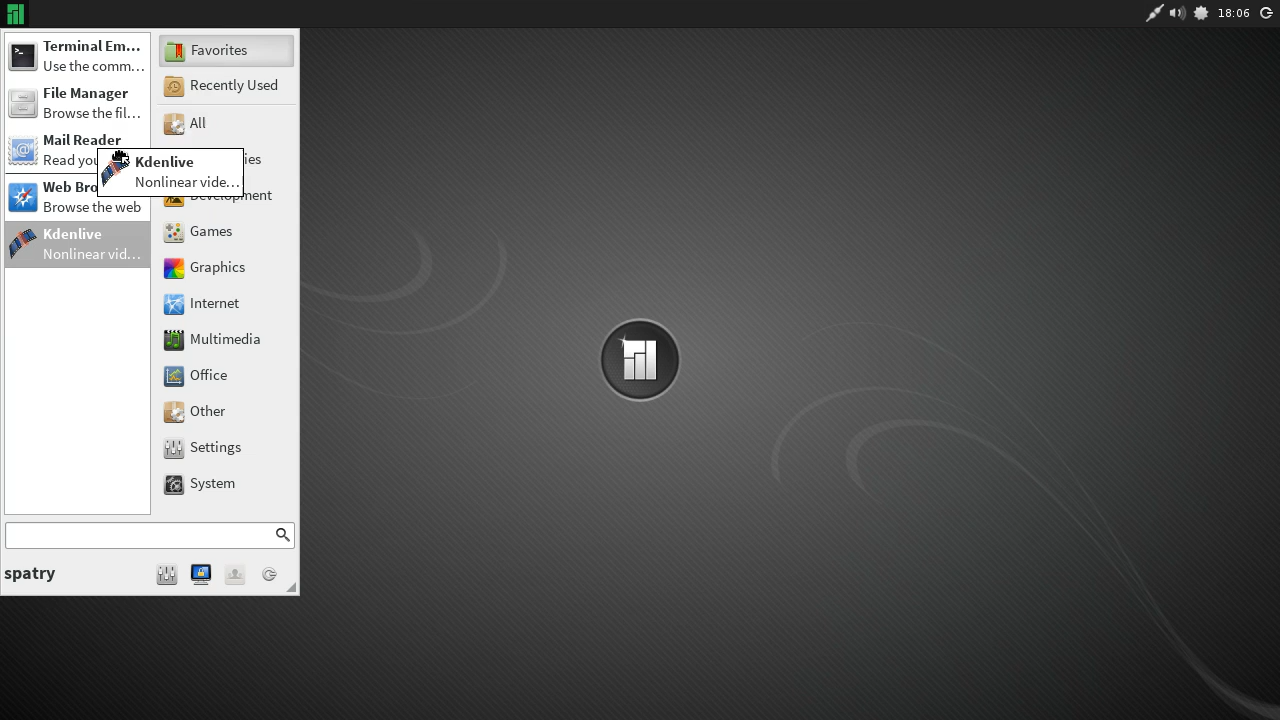 18:06
Terminal Em...
Use the comm...
File Manager
Browse the fil...
Mail Reader
Read you
Web Bro
Browse the web
Kdenlive
Nonlinear vid...
Kdenlive
Nonlinear vide...
Favorites
Recently Used
All
ies
Development
Games
Graphics
Internet
Multimedia
Office
Other
Settings
System
spatry